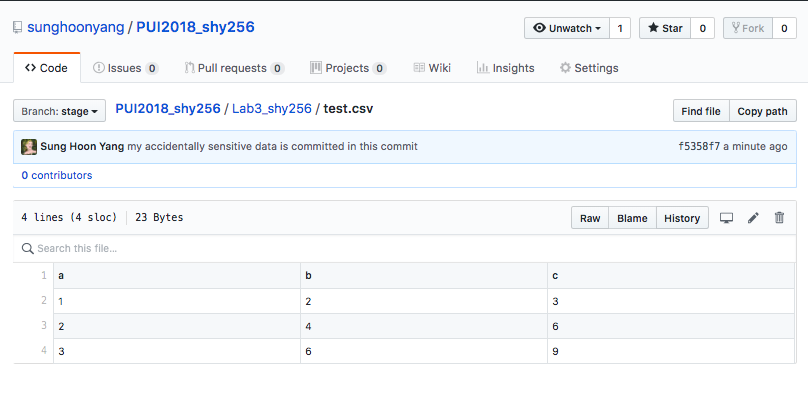 sunghoonyang / PUI2018_shy256
Unwatch 1 Star 0 Fork 0
Code Issues 0 Pull requests 0 Projects 0 Wiki Insights Settings
Branch: stage PUI2018_shy256 / Lab3_shy256 / test.csv Find file Copy path
Sung Hoon Yang my accidentally sensitive data is committed in this commit f5358f7 a minute ago
0 contributors
4 lines (4 sloc) 23 Bytes Raw Blame History
Search this file...
1 a b c
2 1 2 3
3 2 4 6
4 3 6 9